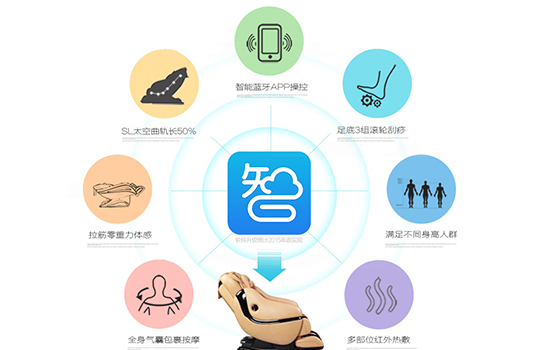 智能蓝牙APP操控
SL太空曲轨长50%
足底3组滚轮刮痧
智
拉筋零重力体感
满足不同身高人群
全身气囊包裹按摩
多部位红外热敷